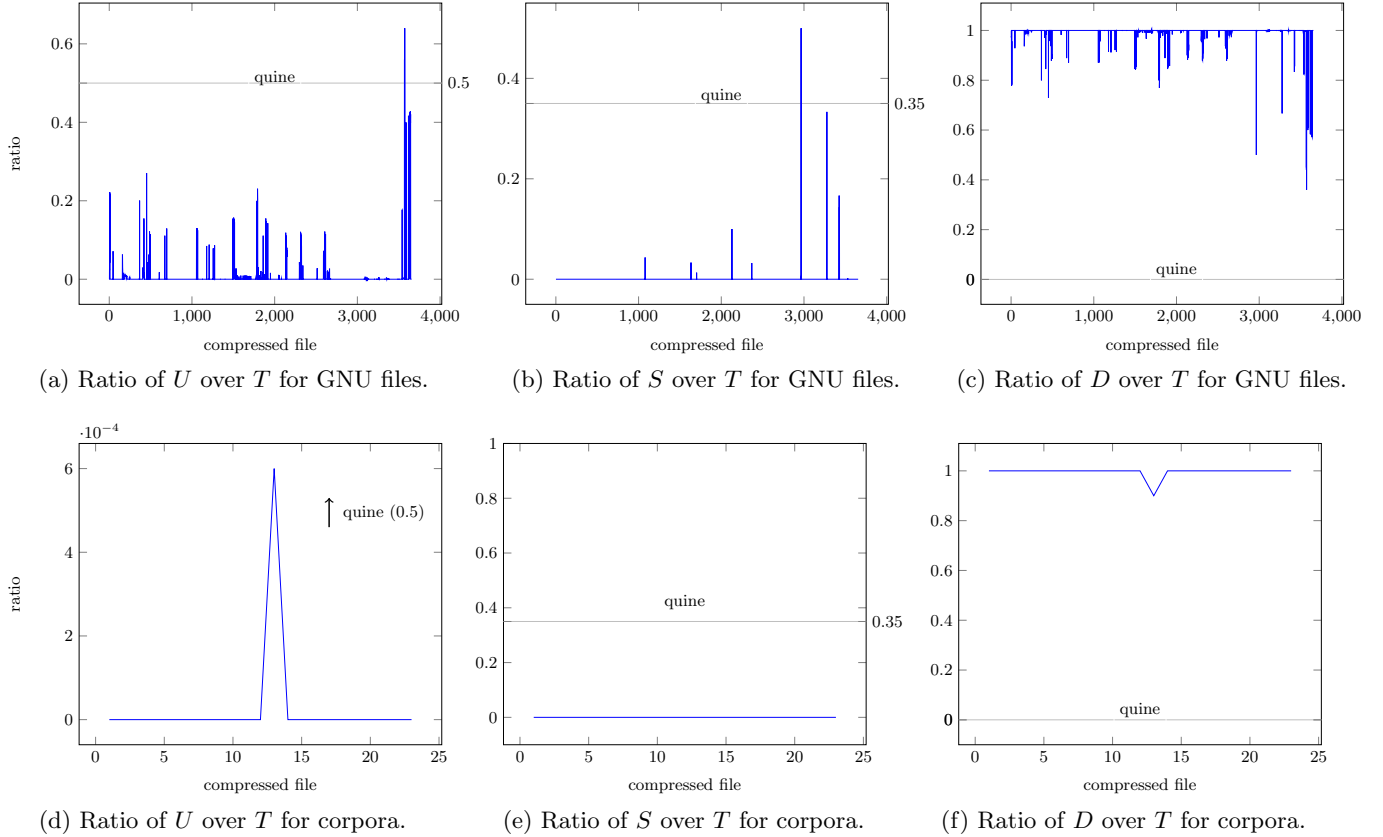 0.6
0.4
0.2
0
quine
0.5
ratio
0 1,000 2,000 3,000 4,000
compressed file
(a) Ratio of U over T for GNU files.
0.4
0.2
0
quine
0.35
0 1,000 2,000 3,000 4,000
compressed file
(b) Ratio of S over T for GNU files.
1
0.8
0.6
0.4
0.2
0
quine
0 1,000 2,000 3,000 4,000
compressed file
(c) Ratio of D over T for GNU files.
·10−4
6
4
2
0
quine (0.5)
ratio
0 5 10 15 20 25
compressed file
(d) Ratio of U over T for corpora.
1
0.8
0.6
0.4
0.2
0
quine
0.35
0 5 10 15 20 25
compressed file
(e) Ratio of S over T for corpora.
1
0.8
0.6
0.4
0.2
0
quine
0 5 10 15 20 25
compressed file
(f) Ratio of D over T for corpora.